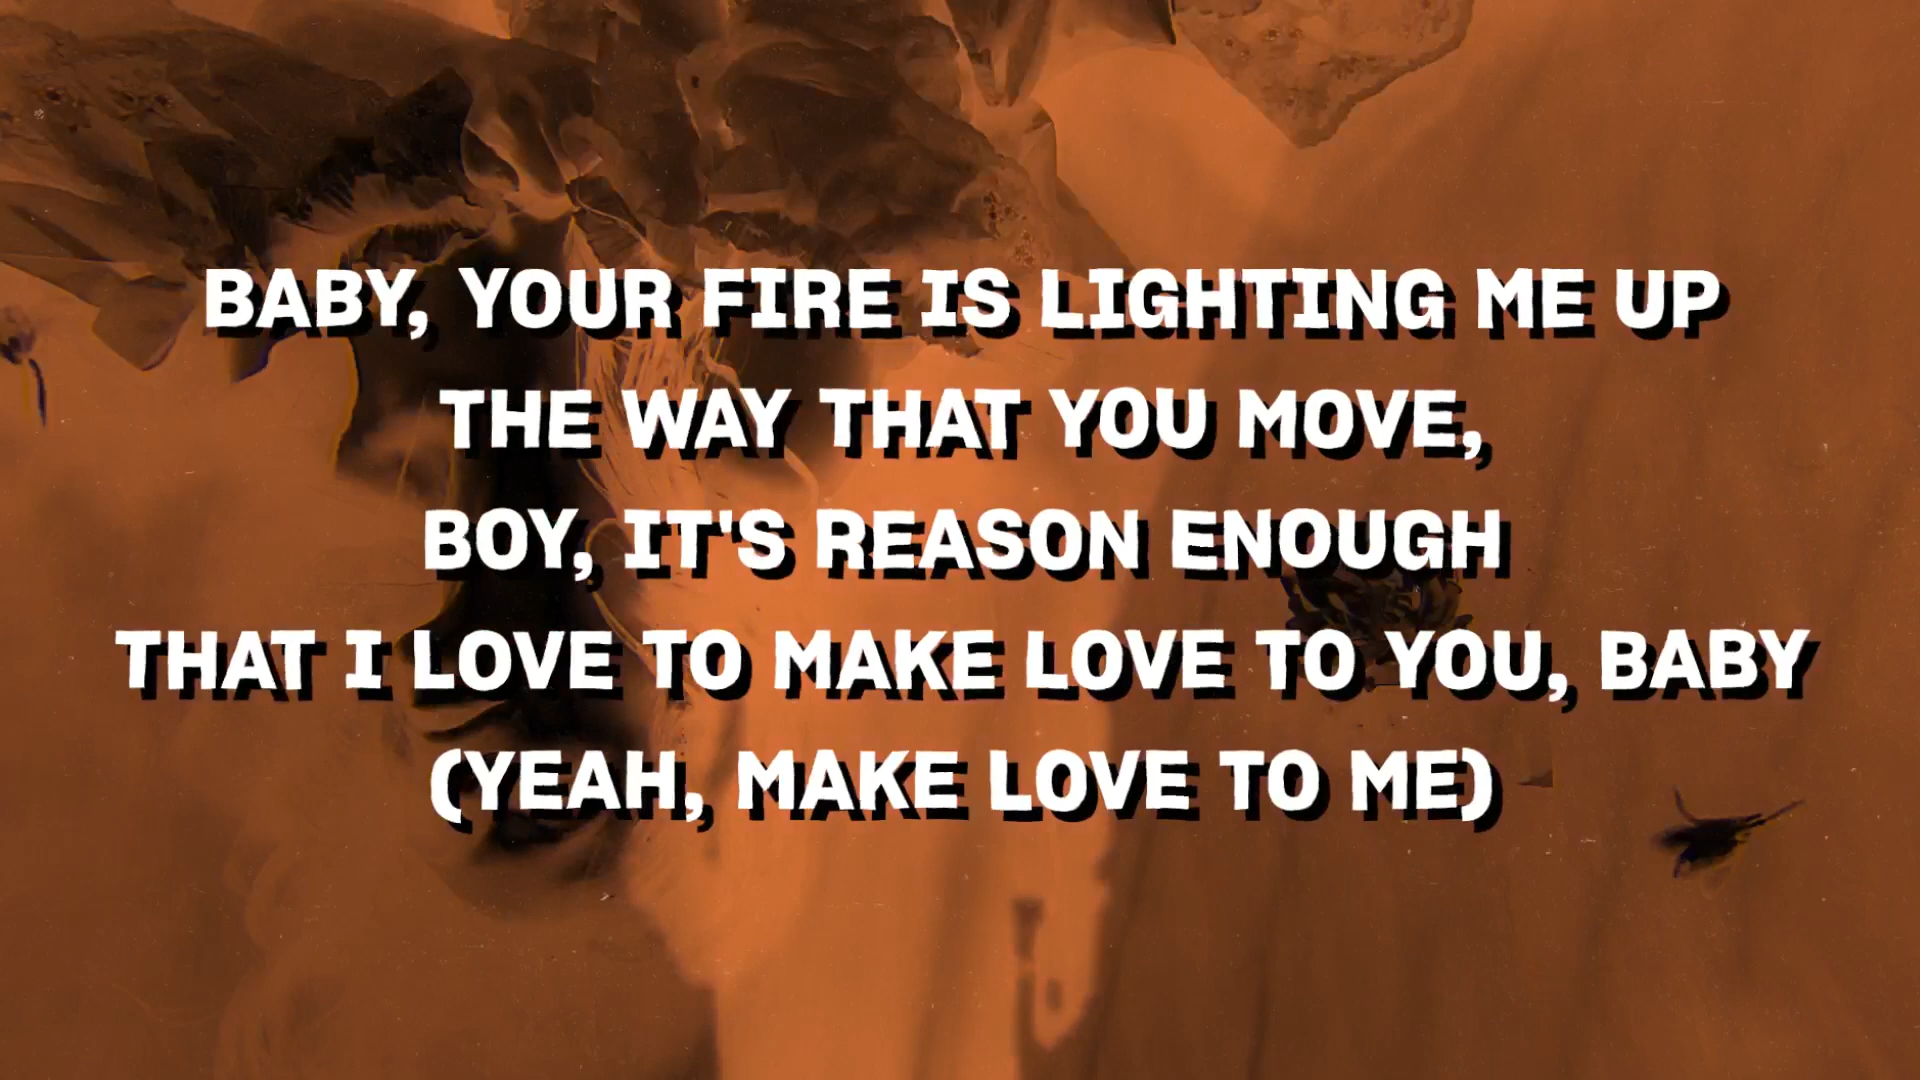 BABY, YOUR FIRE IS LIGHTING ME UP
THE WAY THAT YOU MOVE,
BOY, IT'S REASON ENOUGH
THAT I LOVE TO MAKE LOVE TO YOU, BABY
(YEAH, MAKE LOVE TO ME)